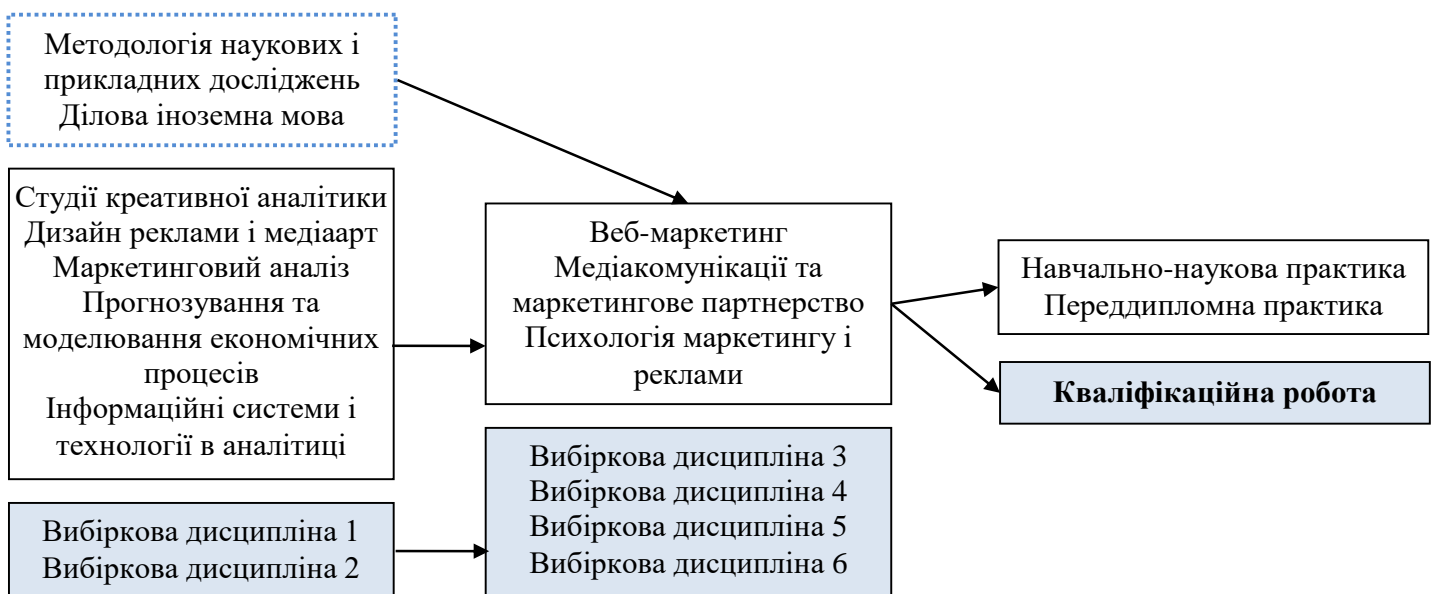 Методологія наукових і
прикладних досліджень
Ділова іноземна мова
Студії креативної аналітики
Дизайн реклами і медіаарт
Маркетинговий аналіз
Прогнозування та
моделювання економічних
процесів
Інформаційні системи і
технології в аналітиці
Вибіркова дисципліна 1
Вибіркова дисципліна 2
Веб-маркетинг
Медіакомунікації та
маркетингове партнерство
Психологія маркетингу і
реклами
Вибіркова дисципліна 3
Вибіркова дисципліна 4
Вибіркова дисципліна 5
Вибіркова дисципліна 6
Навчально-наукова практика
Переддипломна практика
Кваліфікаційна робота